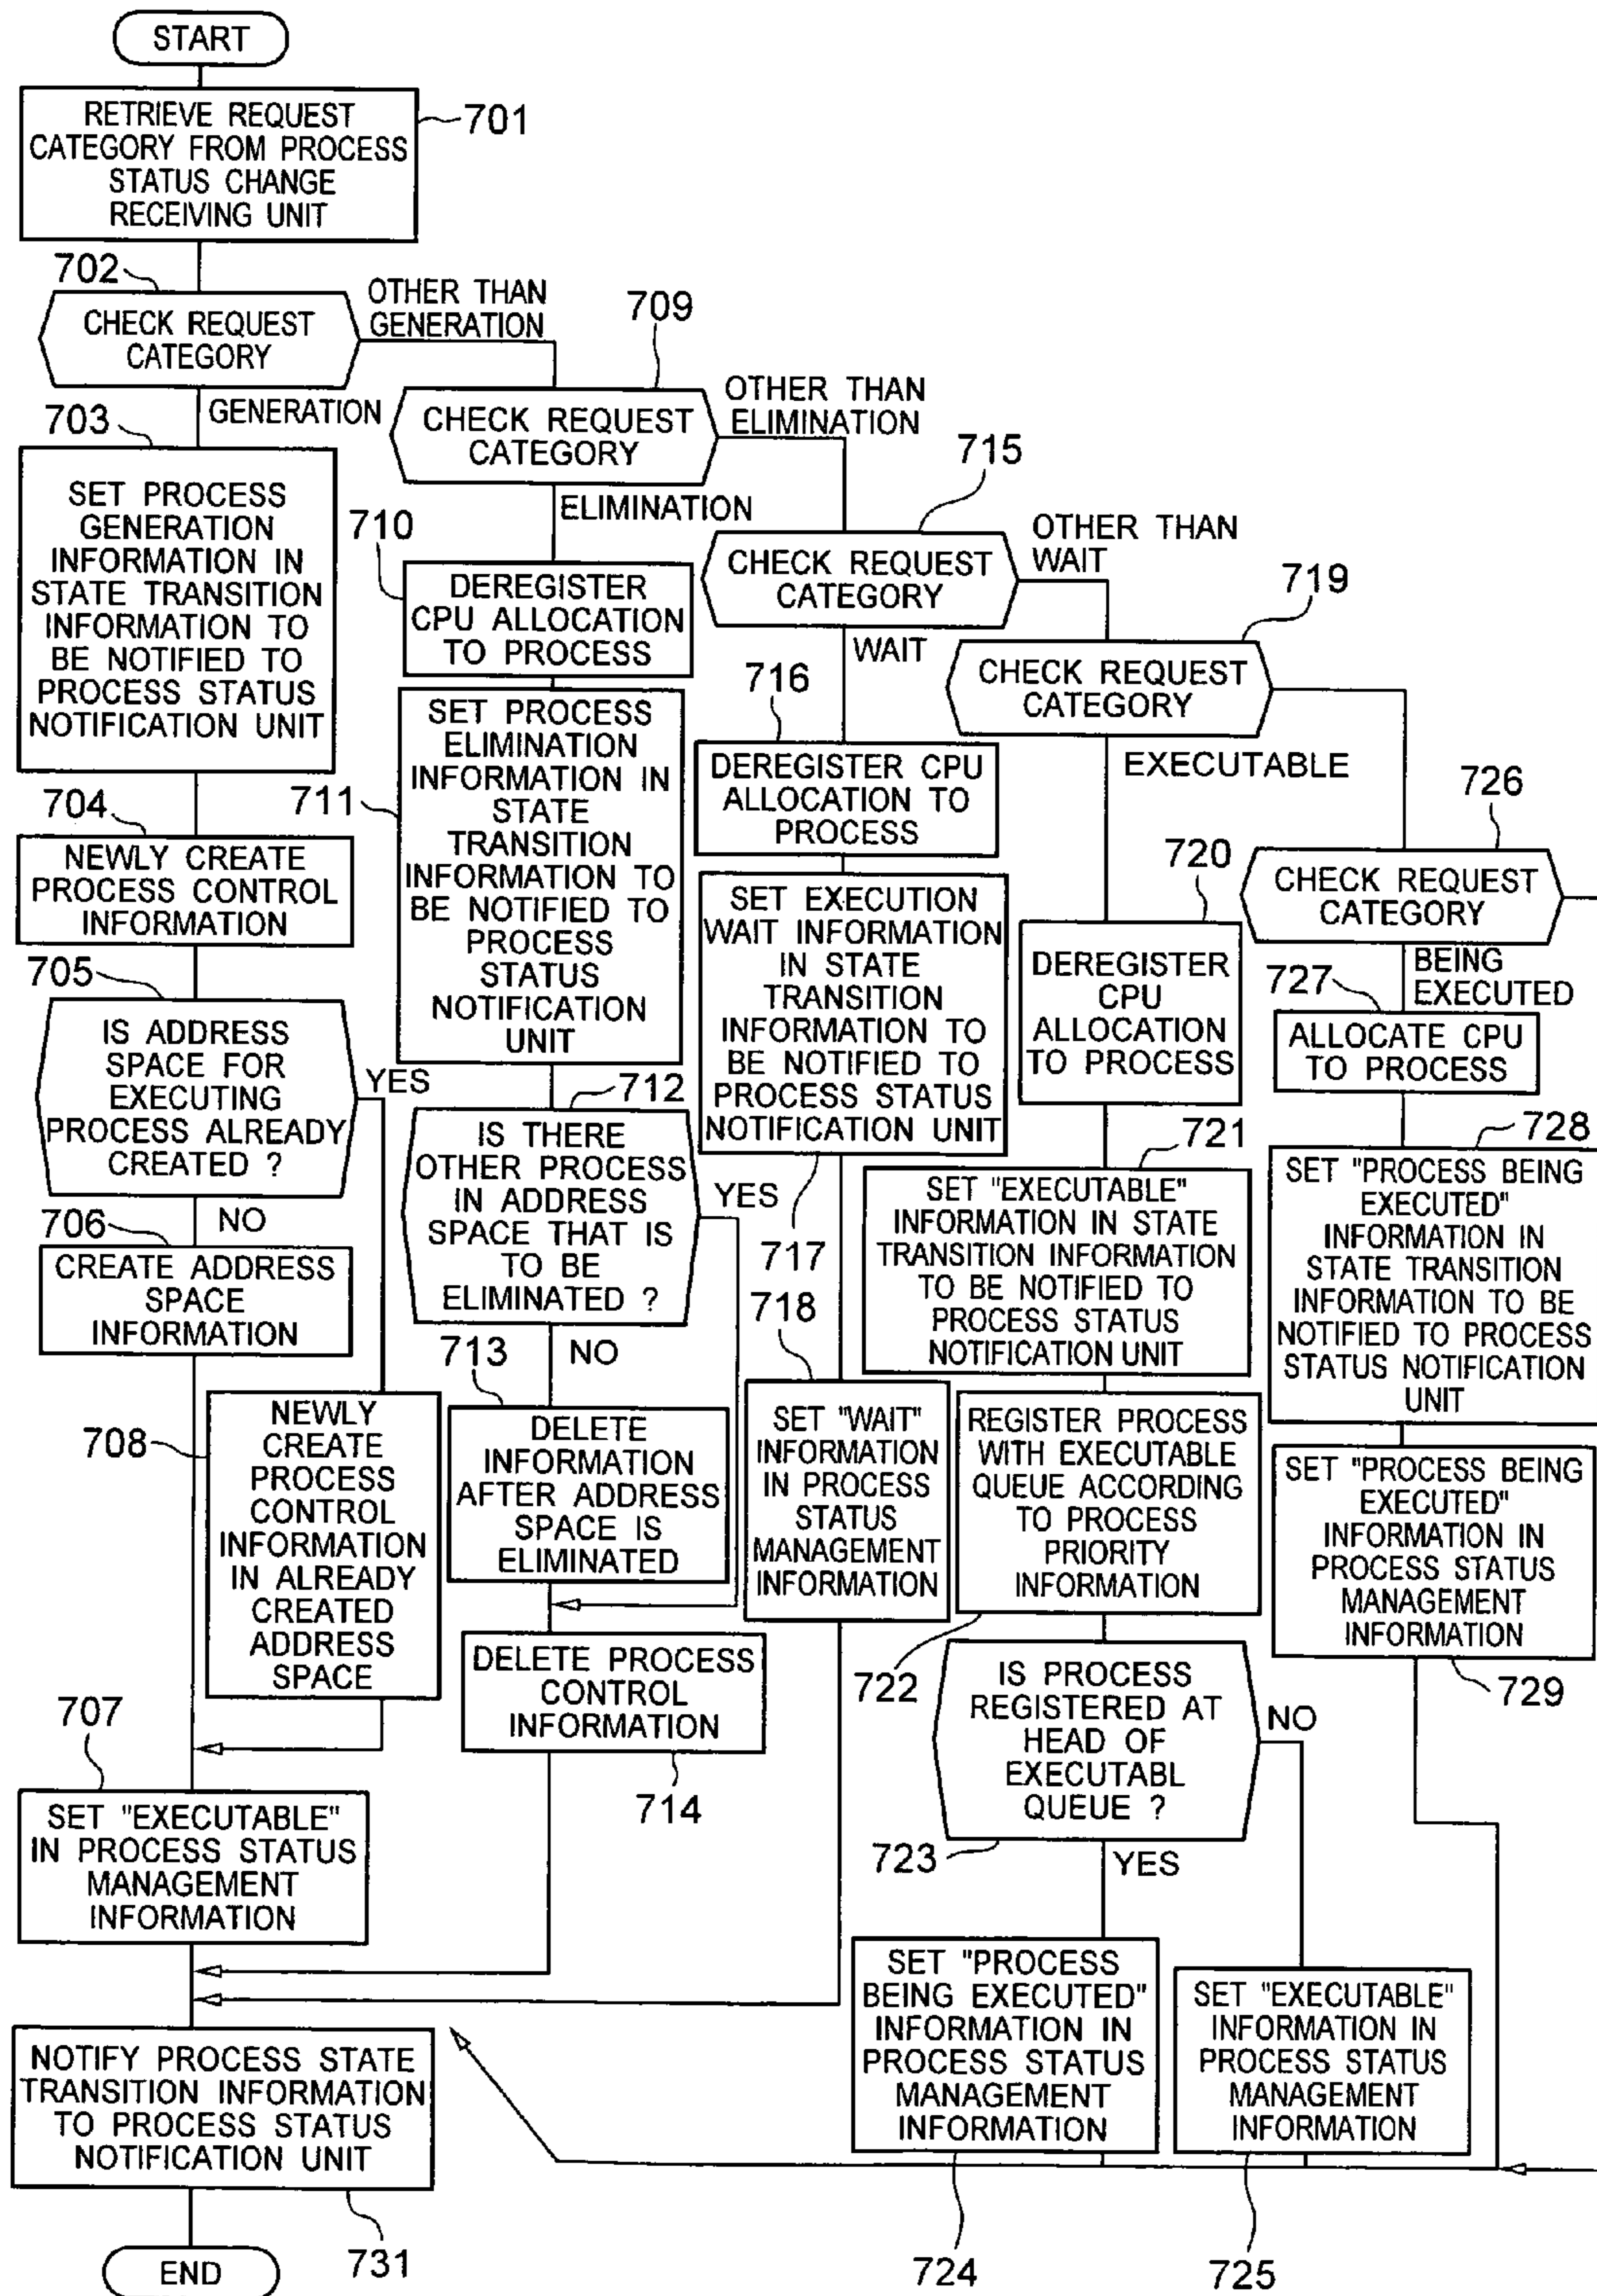 START
RETRIEVE REQUEST
CATEGORY FROM PROCESS
STATUS CHANGE
RECEIVING UNIT
701
702
CHECK REQUEST
CATEGORY
OTHER THAN
GENERATION
GENERATION
703
SET PROCESS
GENERATION
INFORMATION IN
STATE TRANSITION
INFORMATION TO
BE NOTIFIED TO
PROCESS STATUS
NOTIFICATION UNIT
704
NEWLY CREATE
PROCESS CONTROL
INFORMATION
705
IS ADDRESS
SPACE FOR
EXECUTING
PROCESS ALREADY
CREATED ?
YES
NO
706
CREATE ADDRESS
SPACE
INFORMATION
708
NEWLY
CREATE
PROCESS
CONTROL
INFORMATION
IN ALREADY
CREATED
ADDRESS
SPACE
707
SET "EXECUTABLE"
IN PROCESS STATUS
MANAGEMENT
INFORMATION
NOTIFY PROCESS STATE
TRANSITION INFORMATION
TO PROCESS STATUS
NOTIFICATION UNIT
731
END
709
CHECK REQUEST
CATEGORY
OTHER THAN
ELIMINATION
ELIMINATION
710
DEREGISTER
CPU ALLOCATION
TO PROCESS
711
SET PROCESS
ELIMINATION
INFORMATION IN
STATE
TRANSITION
INFORMATION TO
BE NOTIFIED TO
PROCESS
STATUS
NOTIFICATION
UNIT
712
IS THERE
OTHER PROCESS
IN ADDRESS
SPACE THAT IS
TO BE
ELIMINATED ?
YES
NO
713
DELETE
INFORMATION
AFTER ADDRESS
SPACE IS
ELIMINATED
DELETE PROCESS
CONTROL
INFORMATION
714
715
CHECK REQUEST
CATEGORY
OTHER THAN
WAIT
WAIT
716
DEREGISTER CPU
ALLOCATION TO
PROCESS
SET EXECUTION
WAIT INFORMATION
IN STATE
TRANSITION
INFORMATION TO
BE NOTIFIED TO
PROCESS STATUS
NOTIFICATION UNIT
717
718
SET "WAIT"
INFORMATION
IN PROCESS
STATUS
MANAGEMENT
INFORMATION
719
CHECK REQUEST
CATEGORY
EXECUTABLE
720
DEREGISTER
CPU
ALLOCATION
TO PROCESS
721
SET "EXECUTABLE"
INFORMATION IN STATE
TRANSITION INFORMATION
TO BE NOTIFIED TO
PROCESS STATUS
NOTIFICATION UNIT
REGISTER PROCESS
WITH EXECUTABLE
QUEUE ACCORDING
TO PROCESS
PRIORITY
INFORMATION
722
IS PROCESS
REGISTERED AT
HEAD OF
EXECUTABL
QUEUE ?
NO
723
YES
SET "PROCESS
BEING EXECUTED"
INFORMATION IN
PROCESS STATUS
MANAGEMENT
INFORMATION
724
SET "EXECUTABLE"
INFORMATION IN
PROCESS STATUS
MANAGEMENT
INFORMATION
725
726
CHECK REQUEST
CATEGORY
BEING
EXECUTED
727
ALLOCATE CPU
TO PROCESS
728
SET "PROCESS BEING
EXECUTED"
INFORMATION IN
STATE TRANSITION
INFORMATION TO BE
NOTIFIED TO PROCESS
STATUS NOTIFICATION
UNIT
SET "PROCESS BEING
EXECUTED"
INFORMATION IN
PROCESS STATUS
MANAGEMENT
INFORMATION
729